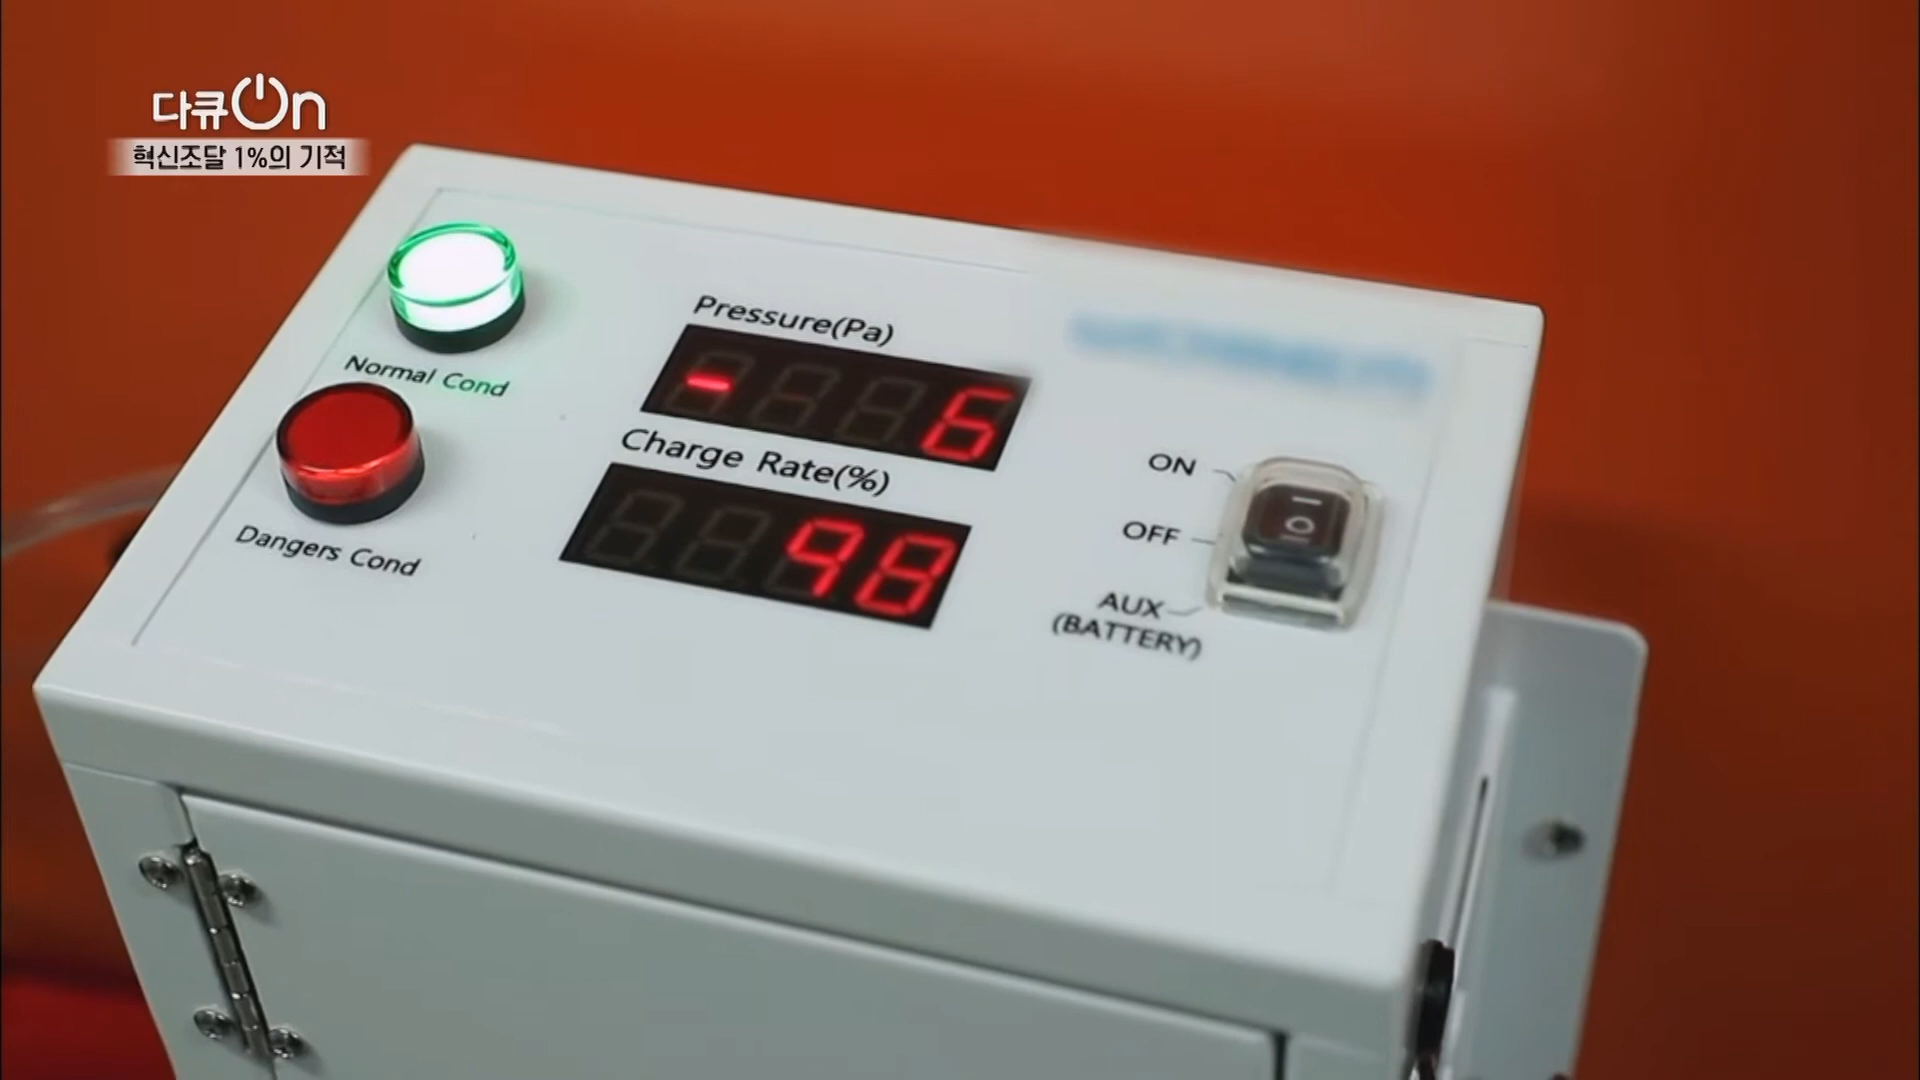 다큐On
혁신조달 1%의 기적
Normal Cond
Dangers Cond
Pressure(Pa)
- 6
Charge Rate(%)
98
ON
OFF
AUX
(BATTERY)